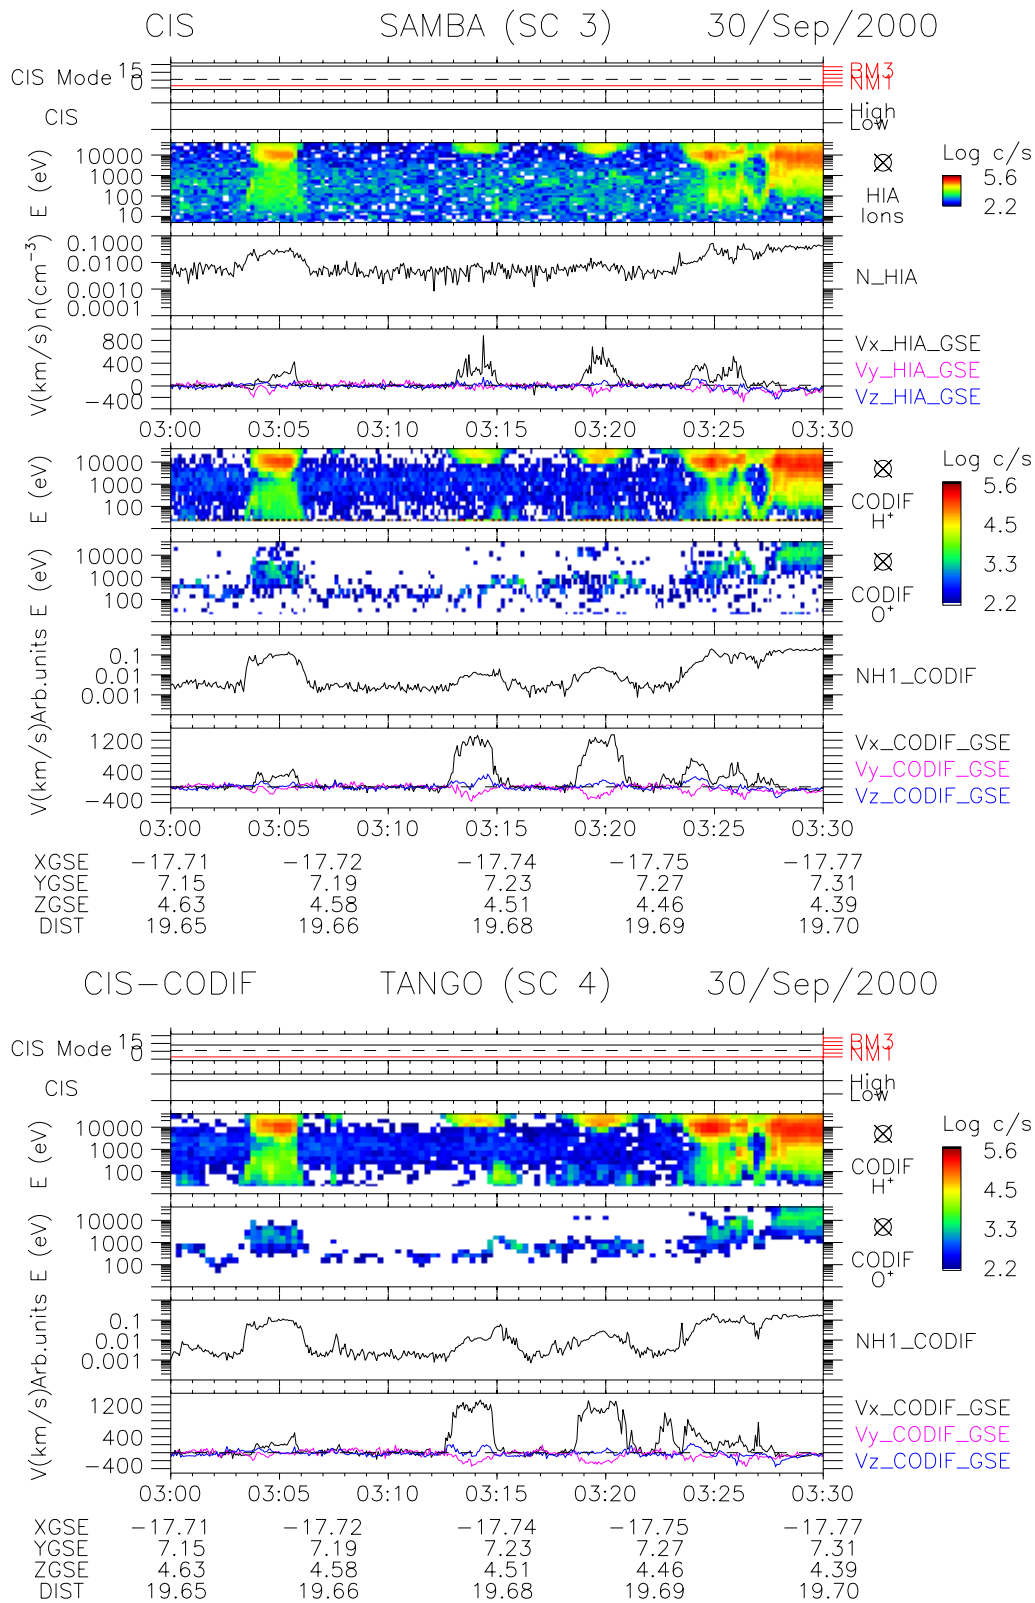 CIS SAMBA (SC 3) 30/Sep/2000
CIS Mode 15 0 BM3 NM1
CIS High Low
E (eV) 10000 1000 100 10 HIA Ions Log c/s 5.6 2.2
n(cm-3) 0.1000 0.0100 0.0010 0.0001 N_HIA
V(km/s) 800 400 0 -400 Vx_HIA_GSE
Vy_HIA_GSE
Vz_HIA_GSE
03:00 03:05 03:10 03:15 03:20 03:25 03:30
E (eV) 10000 1000 100 CODIF H+ Log c/s 5.6 4.5 3.3 2.2
E (eV) 10000 1000 100 CODIF O+
Arb.units 0.1 0.01 0.001 NH1_CODIF
V(km/s) 1200 400 -400 Vx_CODIF_GSE
Vy_CODIF_GSE
Vz_CODIF_GSE
03:00 03:05 03:10 03:15 03:20 03:25 03:30
XGSE -17.71 -17.72 -17.74 -17.75 -17.77
YGSE 7.15 7.19 7.23 7.27 7.31
ZGSE 4.63 4.58 4.51 4.46 4.39
DIST 19.65 19.66 19.68 19.69 19.70
CIS-CODIF TANGO (SC 4) 30/Sep/2000
CIS Mode 15 0 BM3 NM1
CIS High Low
E (eV) 10000 1000 100 CODIF H+ Log c/s 5.6 4.5 3.3 2.2
E (eV) 10000 1000 100 CODIF O+
Arb.units 0.1 0.01 0.001 NH1_CODIF
V(km/s) 1200 400 -400 Vx_CODIF_GSE
Vy_CODIF_GSE
Vz_CODIF_GSE
03:00 03:05 03:10 03:15 03:20 03:25 03:30
XGSE -17.71 -17.72 -17.74 -17.75 -17.77
YGSE 7.15 7.19 7.23 7.27 7.31
ZGSE 4.63 4.58 4.51 4.46 4.39
DIST 19.65 19.66 19.68 19.69 19.70